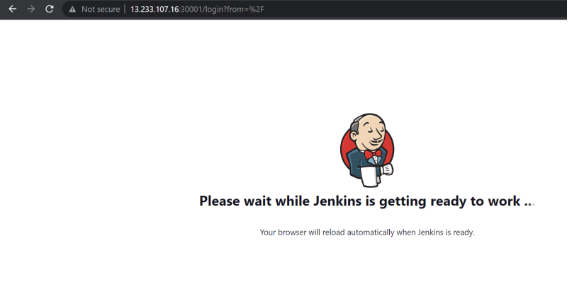 Not secure | 13.233.107.16:30001/login?from=%2F
Please wait while Jenkins is getting ready to work ...
Your browser will reload automatically when Jenkins is ready.